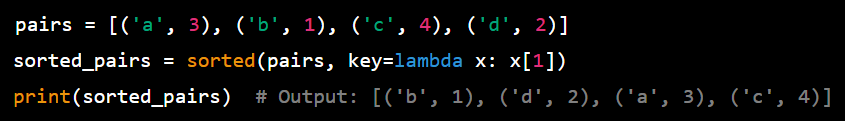 pairs = [('a', 3), ('b', 1), ('c', 4), ('d', 2)]
sorted_pairs = sorted(pairs, key=lambda x: x[1])
print(sorted_pairs)  # Output: [('b', 1), ('d', 2), ('a', 3), ('c', 4)]